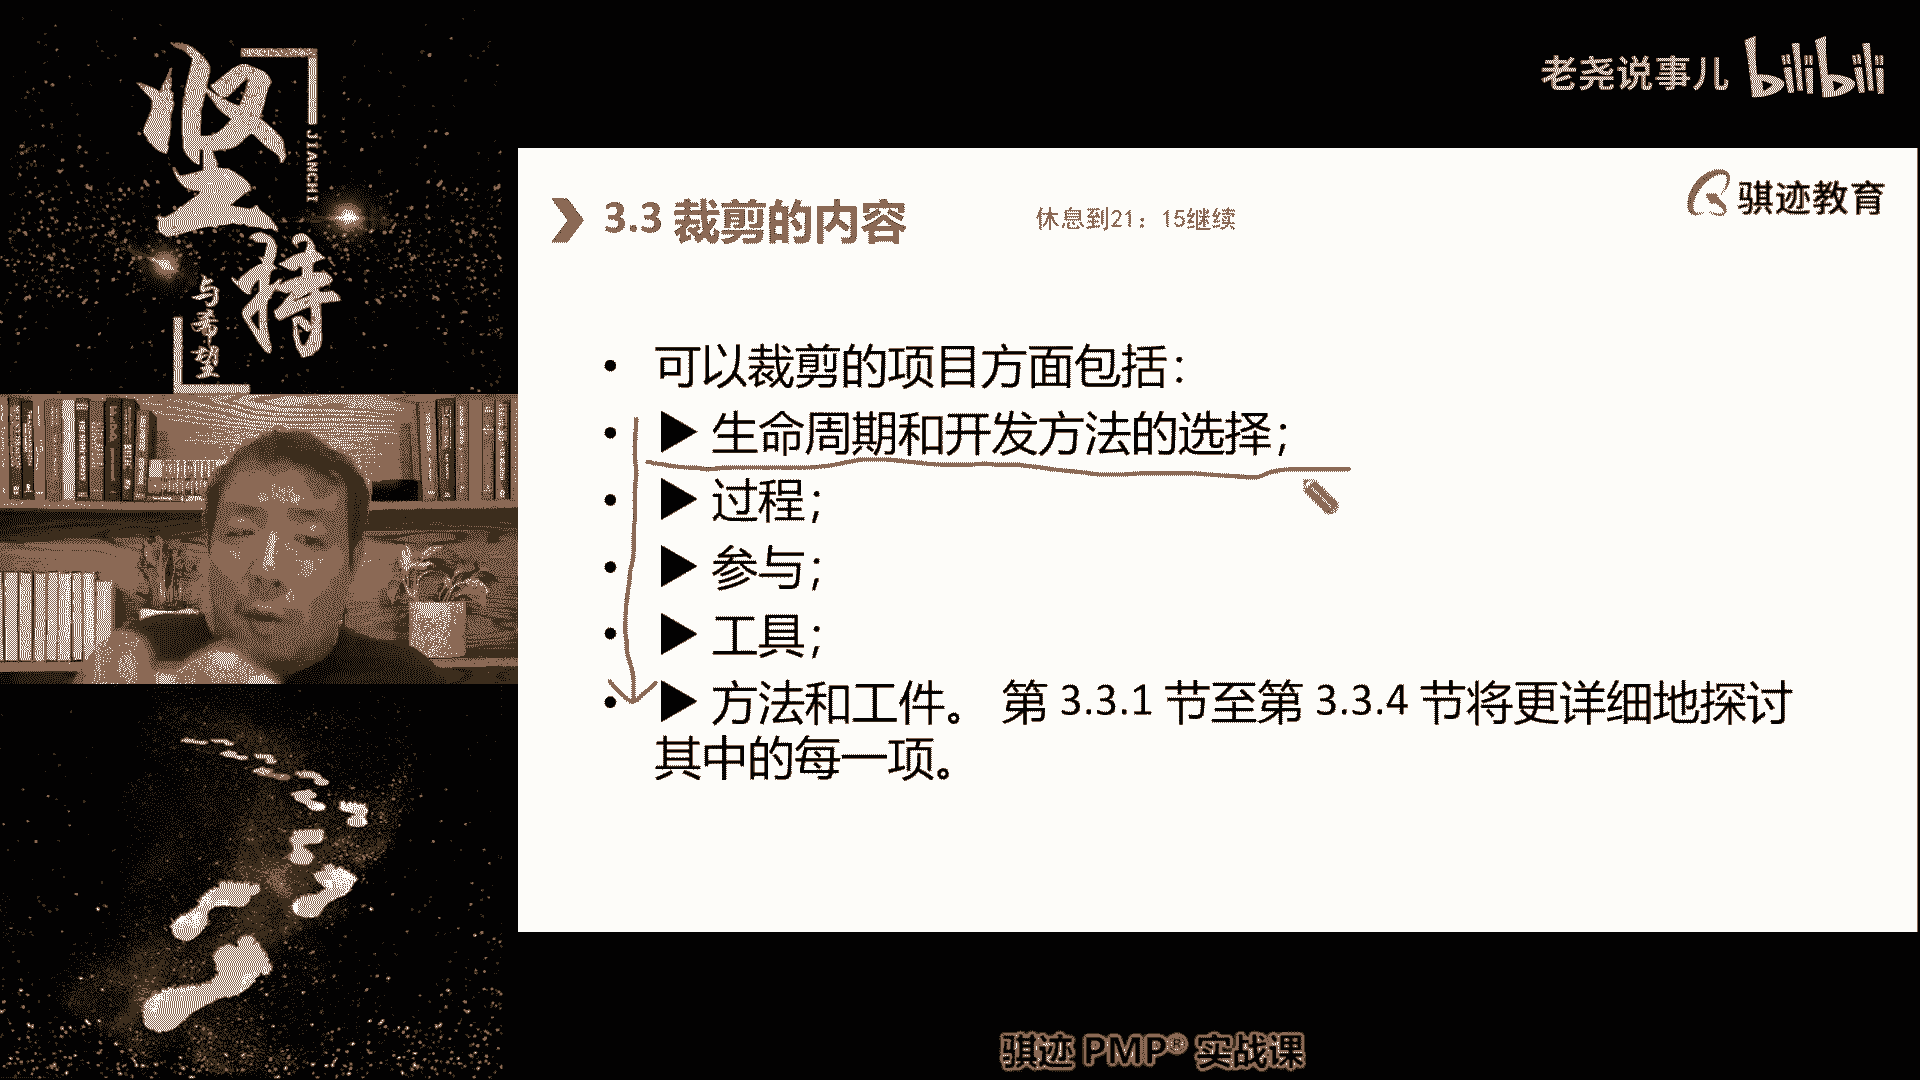 坚持
JIANCHI
与希望
老尧说事儿 bilibili
骐迹教育
3.3 裁剪的内容
休息到21：15继续
• 可以裁剪的项目方面包括：
• ▶ 生命周期和开发方法的选择；
• ▶ 过程；
• ▶ 参与；
• ▶ 工具；
• ▶ 方法和工件。 第 3.3.1 节至第 3.3.4 节将更详细地探讨
其中的每一项。
骐迹 PMP® 实战课